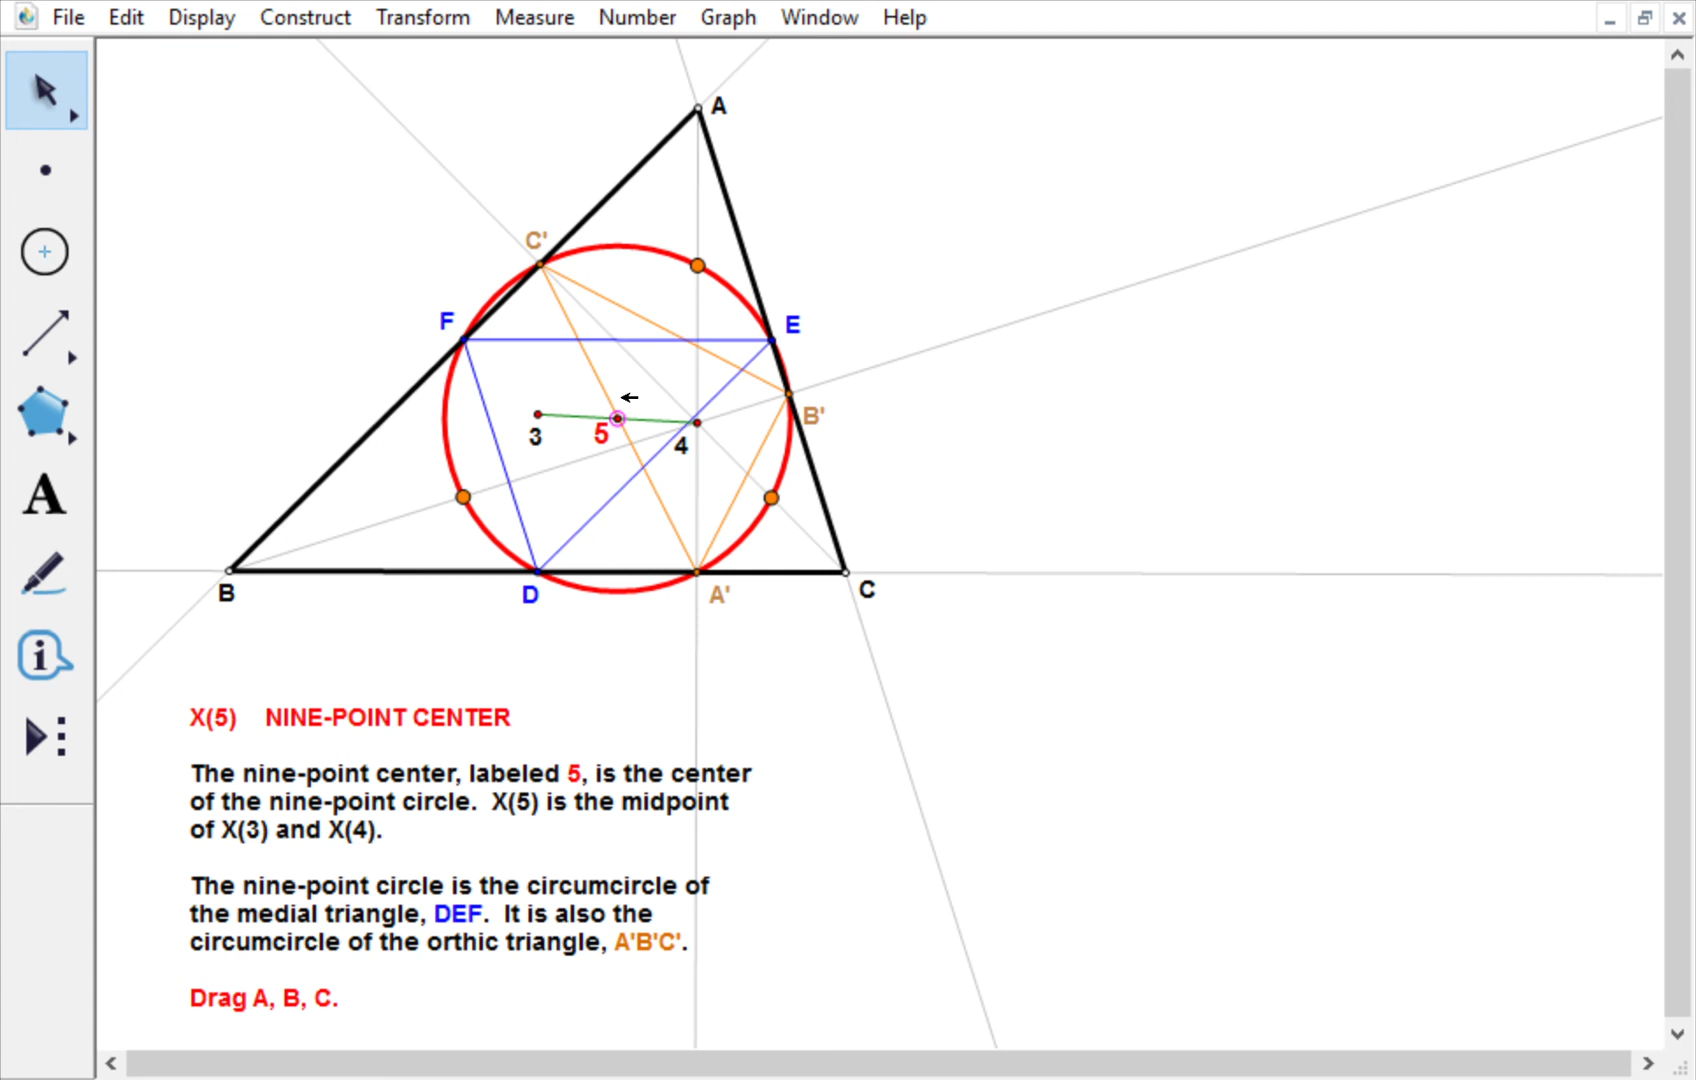 File Edit Display Construct Transform Measure Number Graph Window Help
A
C'
F
E
B'
3
5
4
B
D
A'
C
A
i
X(5) NINE-POINT CENTER
The nine-point center, labeled 5, is the center
of the nine-point circle. X(5) is the midpoint
of X(3) and X(4).
The nine-point circle is the circumcircle of
the medial triangle, DEF. It is also the
circumcircle of the orthic triangle, A'B'C'.
Drag A, B, C.